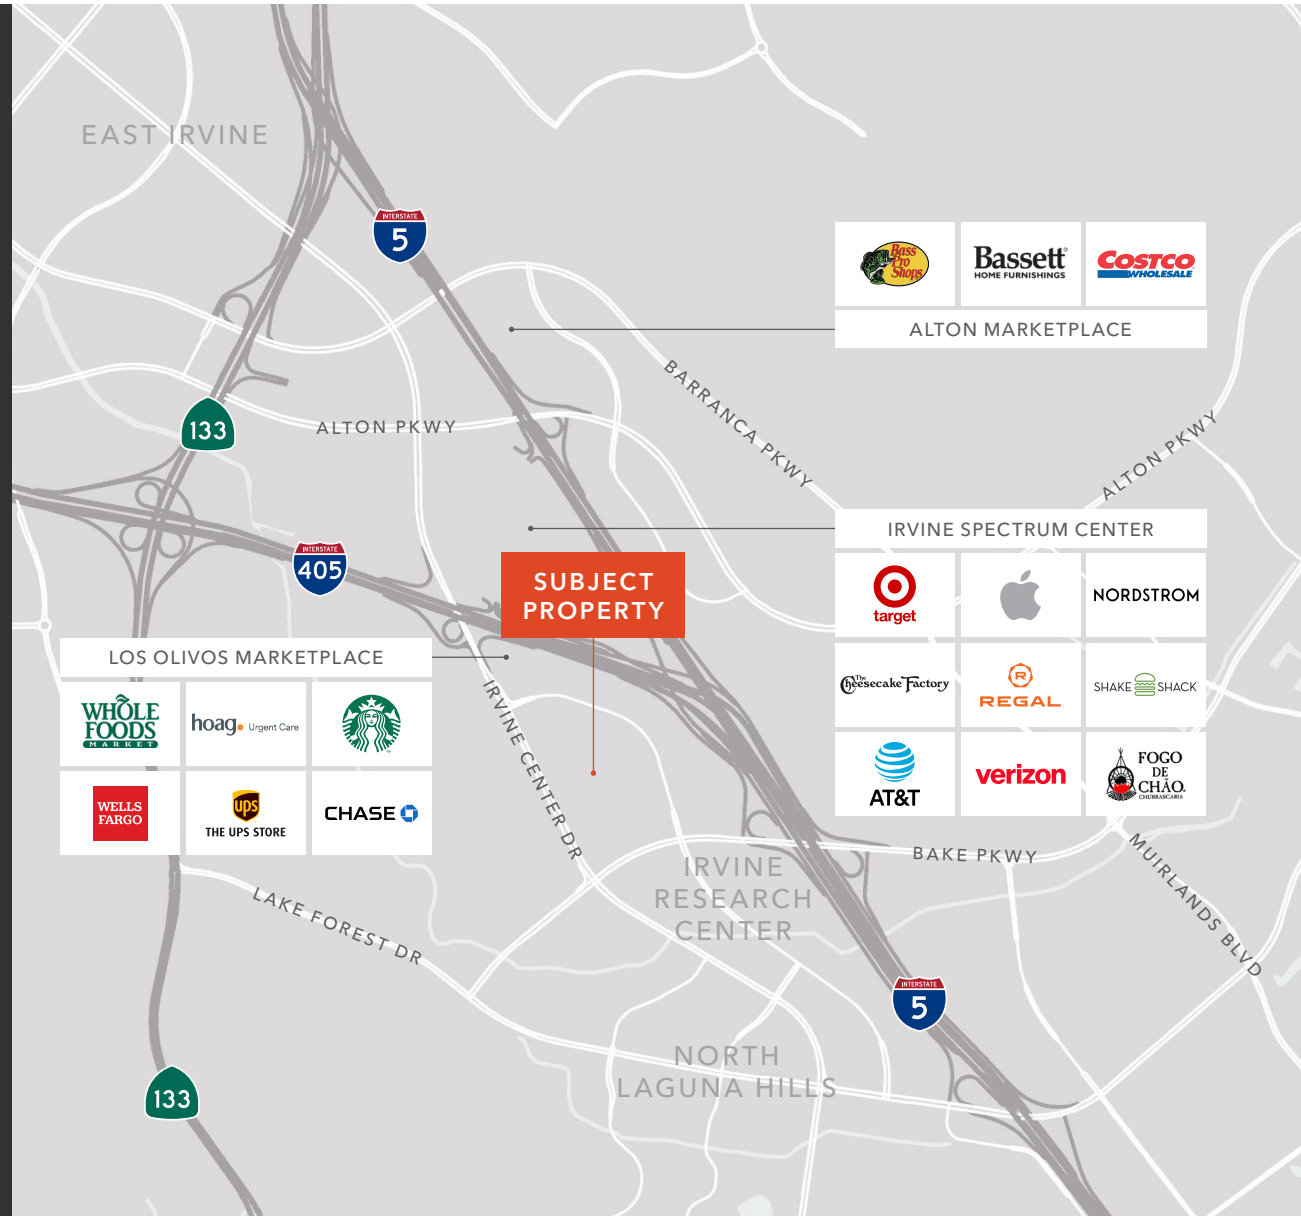 EAST IRVINE
INTERSTATE
5
Bass
Pro
Shops
Bassett®
HOME FURNISHINGS
COSTCO
WHOLESALE
ALTON MARKETPLACE
BARRANCA PKWY
ALTON PKWY
133
ALTON PKWY
IRVINE SPECTRUM CENTER
INTERSTATE
405
SUBJECT
PROPERTY
target
NORDSTROM
The
Cheesecake Factory
R
REGAL
SHAKE SHACK
AT&T
verizon
FOGO
DE
CHÃO.
CHURRASCARIA
LOS OLIVOS MARKETPLACE
WHOLE
FOODS
MARKET
hoag. Urgent Care
WELLS
FARGO
ups
THE UPS STORE
CHASE
IRVINE CENTER DR
BAKE PKWY
MUIRLANDS BLVD
IRVINE
RESEARCH
CENTER
LAKE FOREST DR
INTERSTATE
5
NORTH
LAGUNA HILLS
133